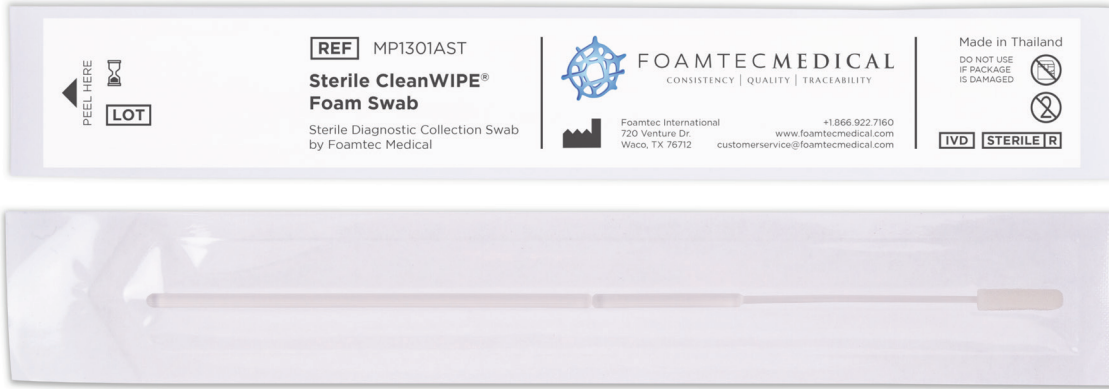 PEEL HERE
LOT
REF MP1301AST
Sterile CleanWIPE®
Foam Swab
Sterile Diagnostic Collection Swab
by Foamtec Medical
FOAMTECMEDICAL
CONSISTENCY | QUALITY | TRACEABILITY
Foamtec International
720 Venture Dr.
Waco, TX 76712
+1.866.922.7160
www.foamtecmedical.com
customerservice@foamtecmedical.com
Made in Thailand
DO NOT USE
IF PACKAGE
IS DAMAGED
2
IVD STERILE R